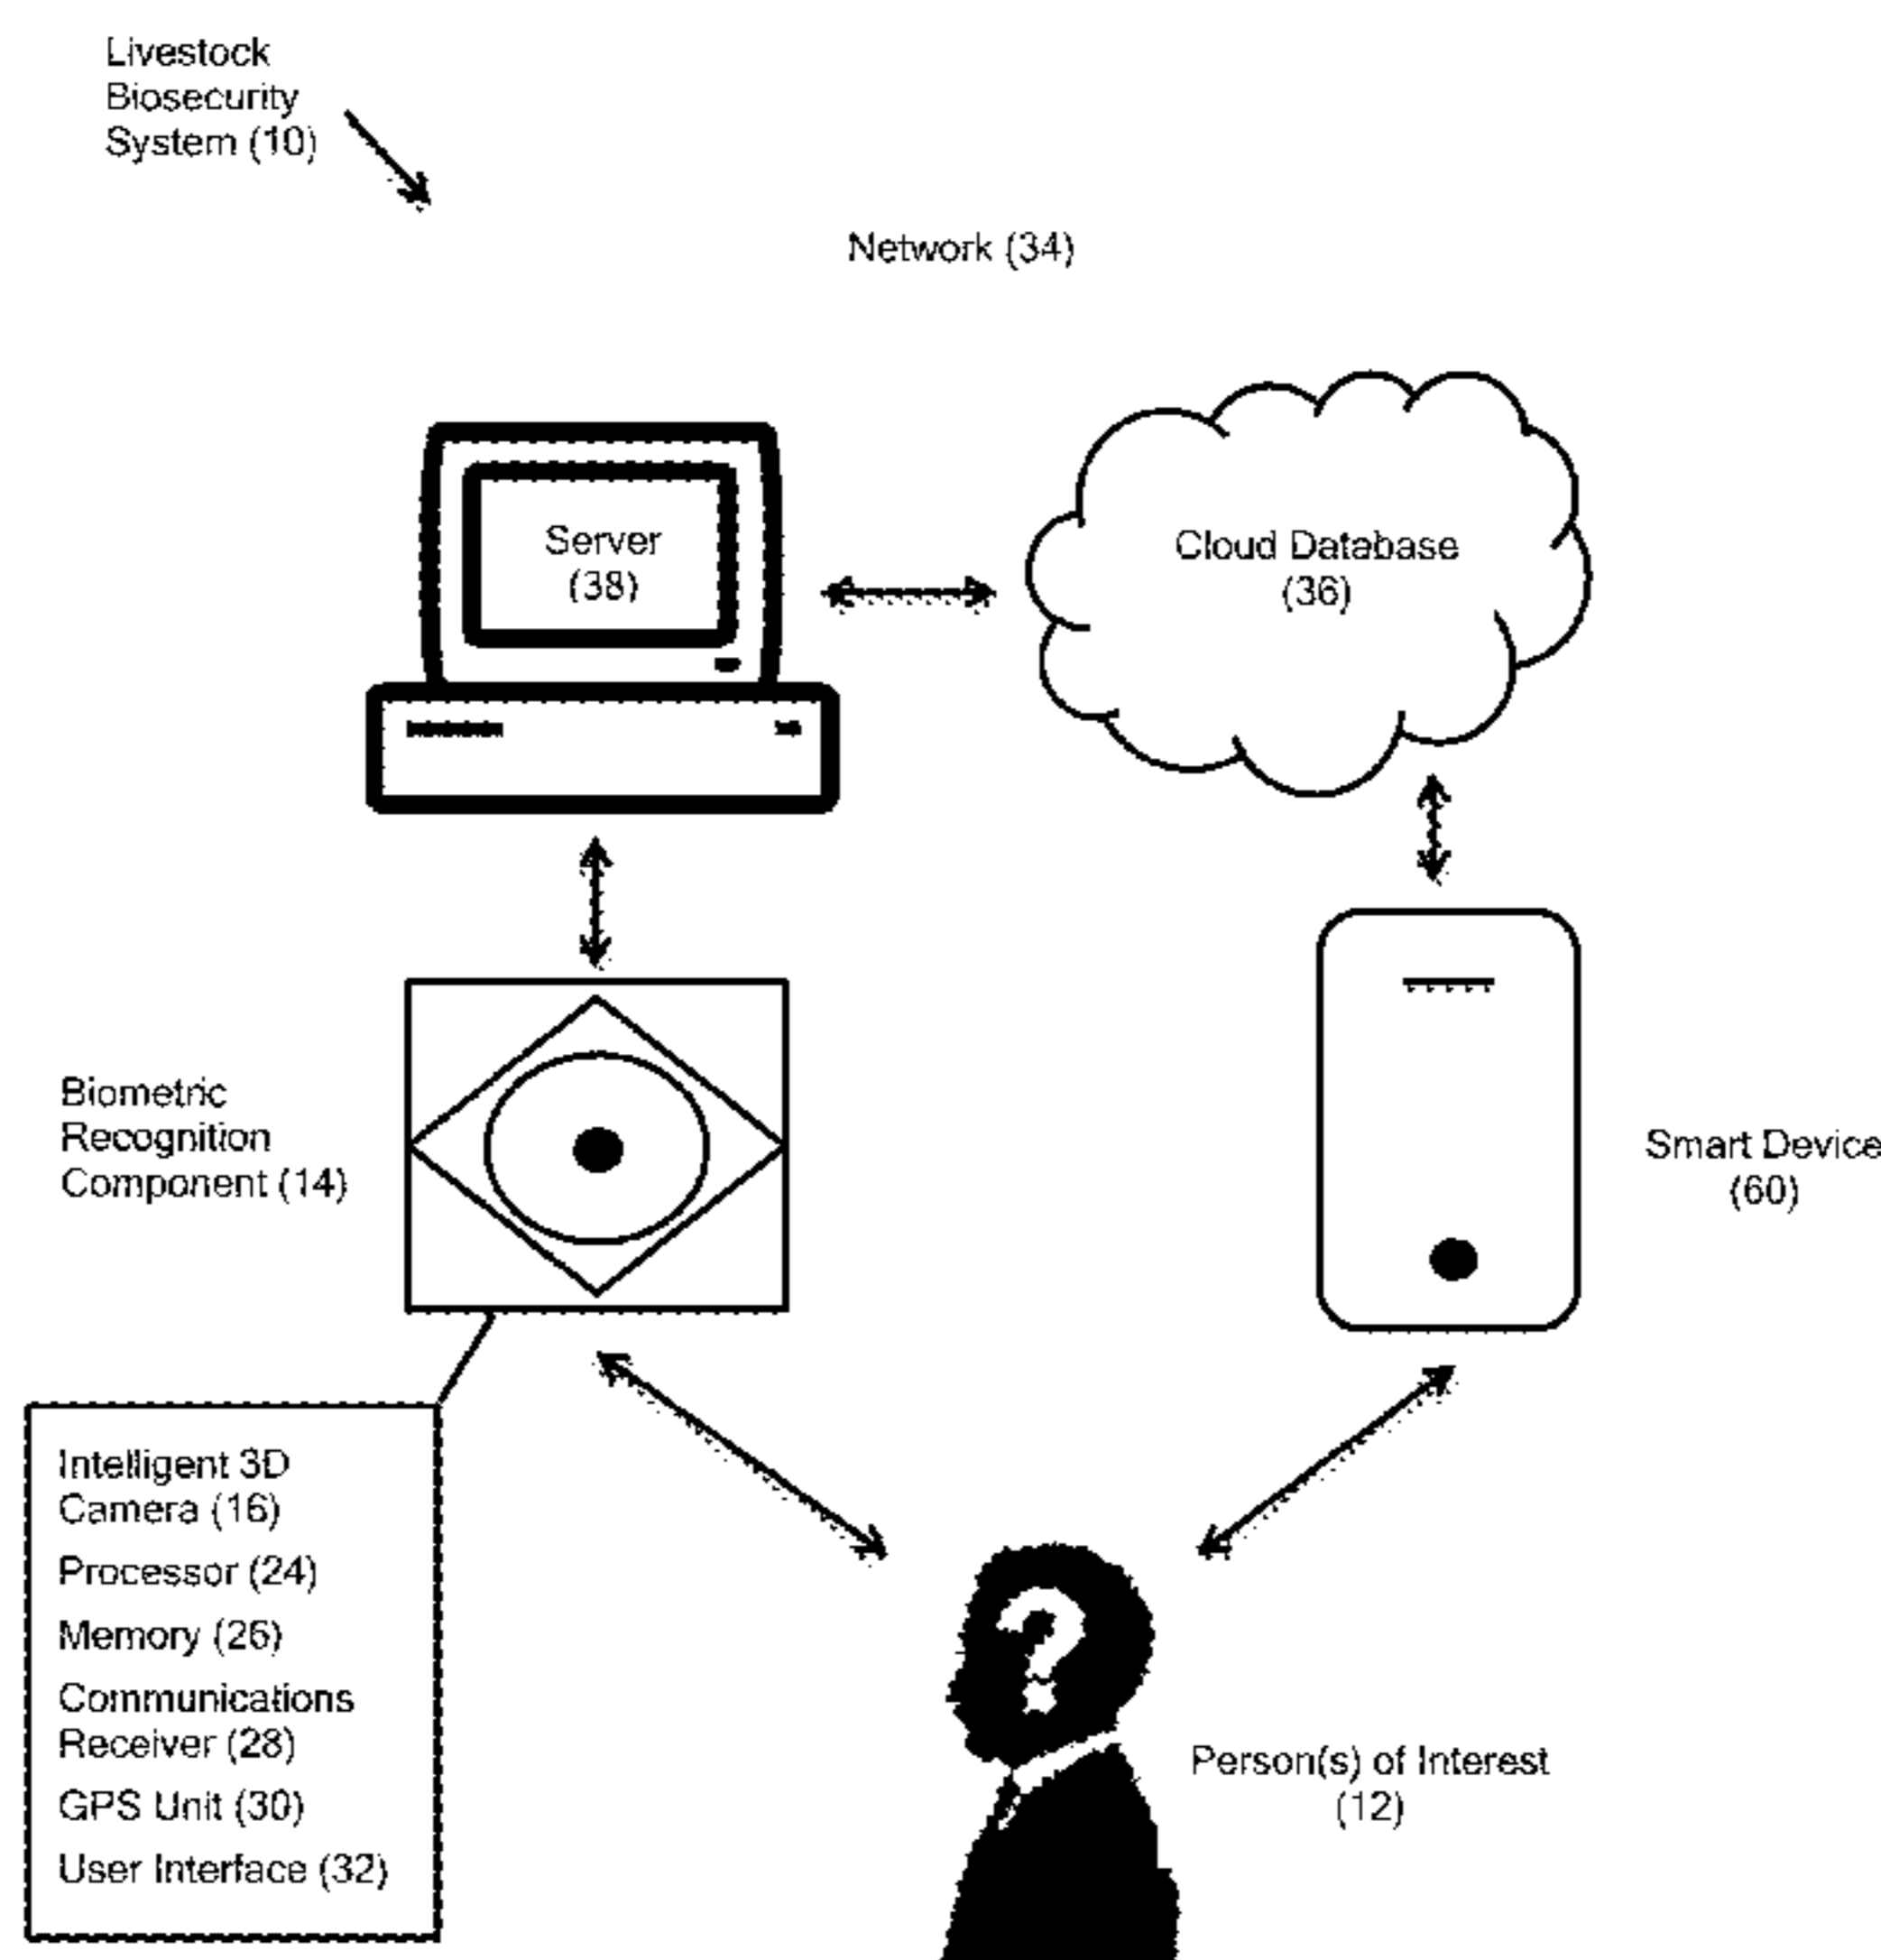 Livestock
Biosecurity
System (10)
Network (34)
Server
(38)
Cloud Database
(36)
Biometric
Recognition
Component (14)
Smart Device
(60)
Intelligent 3D
Camera (16)
Processor (24)
Memory (26)
Communications
Receiver (28)
GPS Unit (30)
User Interface (32)
?
Person(s) of Interest
(12)